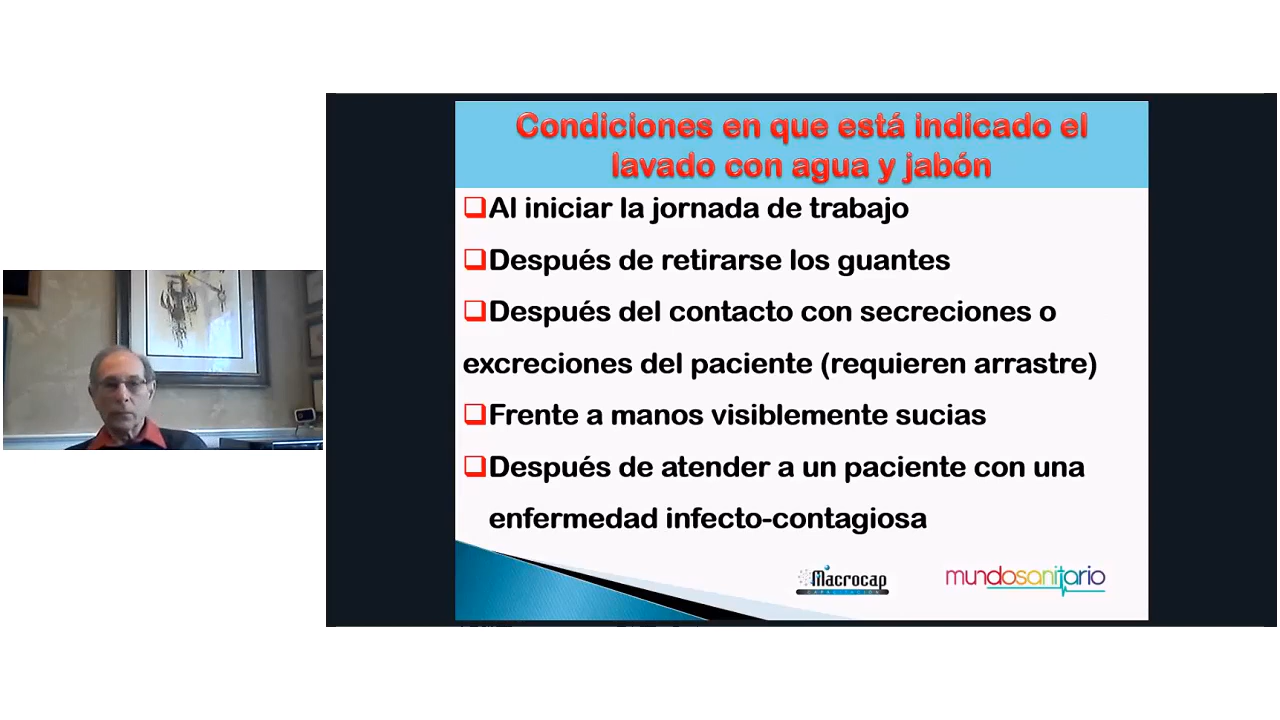 Condiciones en que está indicado el
lavado con agua y jabón
Al iniciar la jornada de trabajo
Después de retirarse los guantes
Después del contacto con secreciones o
excreciones del paciente (requieren arrastre)
Frente a manos visiblemente sucias
Después de atender a un paciente con una
enfermedad infecto-contagiosa
Macrocap
CAPACITACIÓN
mundosanitario